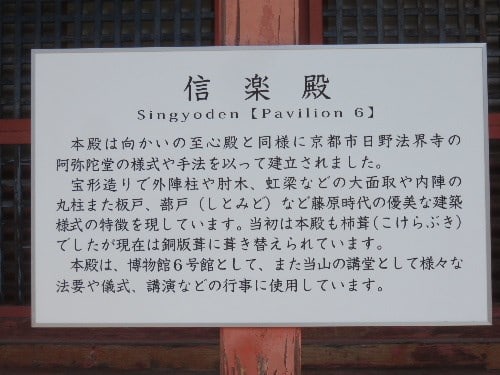 信楽殿
Singyoden【Pavilion 6】
本殿は向かいの至心殿と同様に京都市日野法界寺の
阿弥陀堂の様式や手法を以って建立されました。
宝形造りで外陣柱や肘木、虹梁などの大面取や内陣の
丸柱また板戸、蔀戸（しとみど）など藤原時代の優美な建築
様式の特徴を現しています。当初は本殿も杮葺（こけらぶき）
でしたが現在は銅版葺に葺き替えられています。
本殿は、博物館６号館として、また当山の講堂として様々な
法要や儀式、講演などの行事に使用しています。